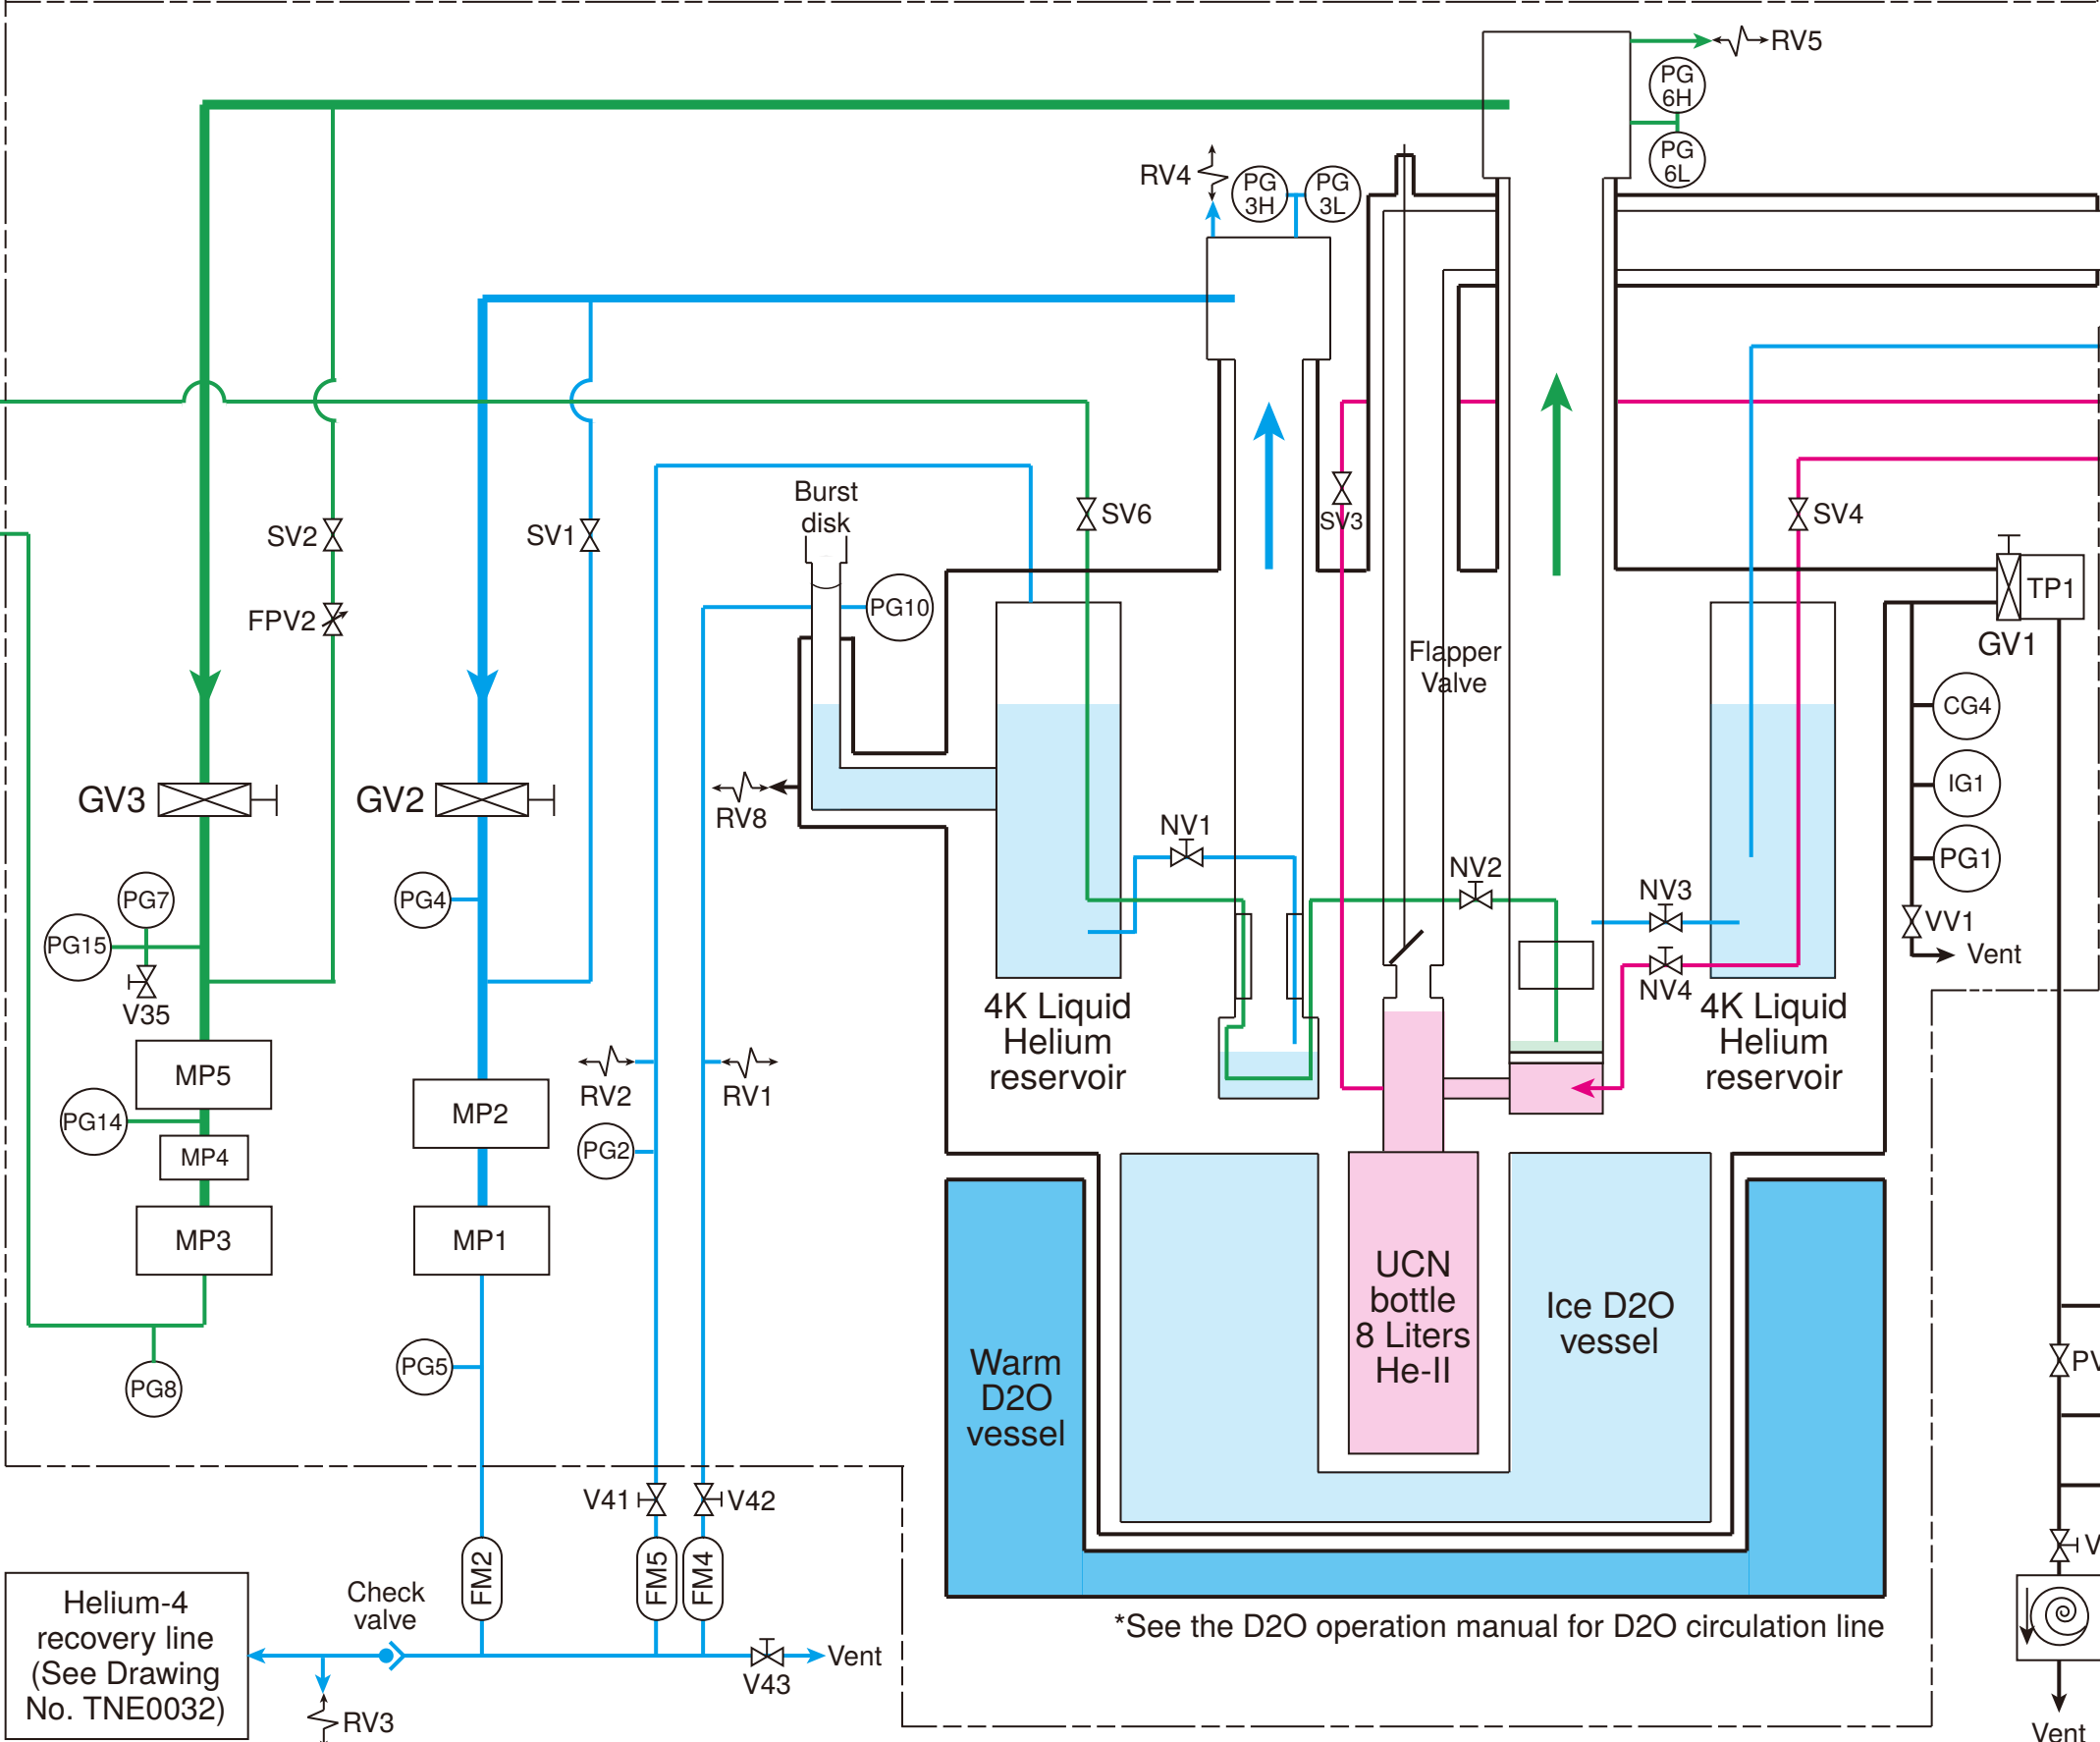 RV5
PG
6H
PG
6L
RV4
PG
3H
PG
3L
Burst
disk
SV6
SV3
SV4
SV2
SV1
FPV2
PG10
TP1
GV1
Flapper
Valve
CG4
IG1
PG1
VV1
Vent
GV3
GV2
RV8
NV1
NV2
NV3
NV4
PG7
PG15
V35
PG4
4K Liquid
Helium
reservoir
4K Liquid
Helium
reservoir
MP5
MP2
PG14
MP4
MP3
MP1
RV2
RV1
PG2
UCN
bottle
8 Liters
He-II
Ice D2O
vessel
Warm
D2O
vessel
PG5
PG8
PV
V41
V42
V
FM2
FM5
FM4
Helium-4
recovery line
(See Drawing
No. TNE0032)
Check
valve
*See the D2O operation manual for D2O circulation line
Vent
V43
RV3
Vent